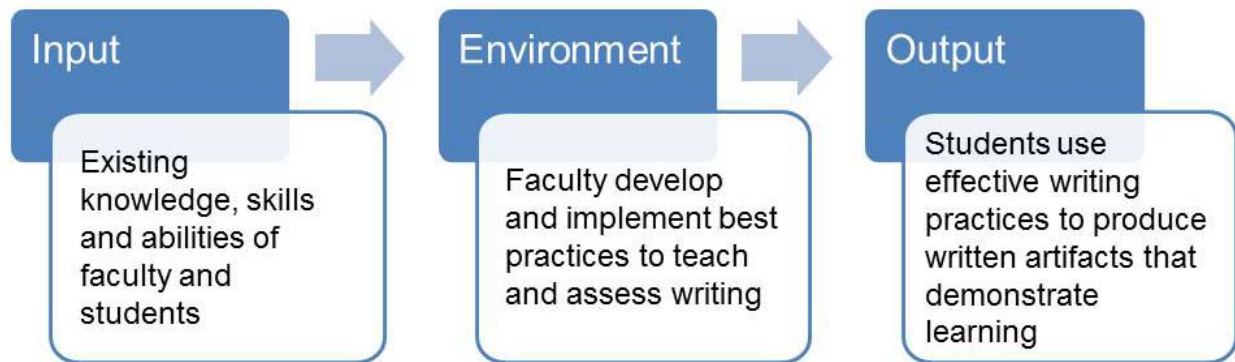 Input
Existing
knowledge, skills
and abilities of
faculty and
students
Environment
Faculty develop
and implement best
practices to teach
and assess writing
Output
Students use
effective writing
practices to produce
written artifacts that
demonstrate
learning